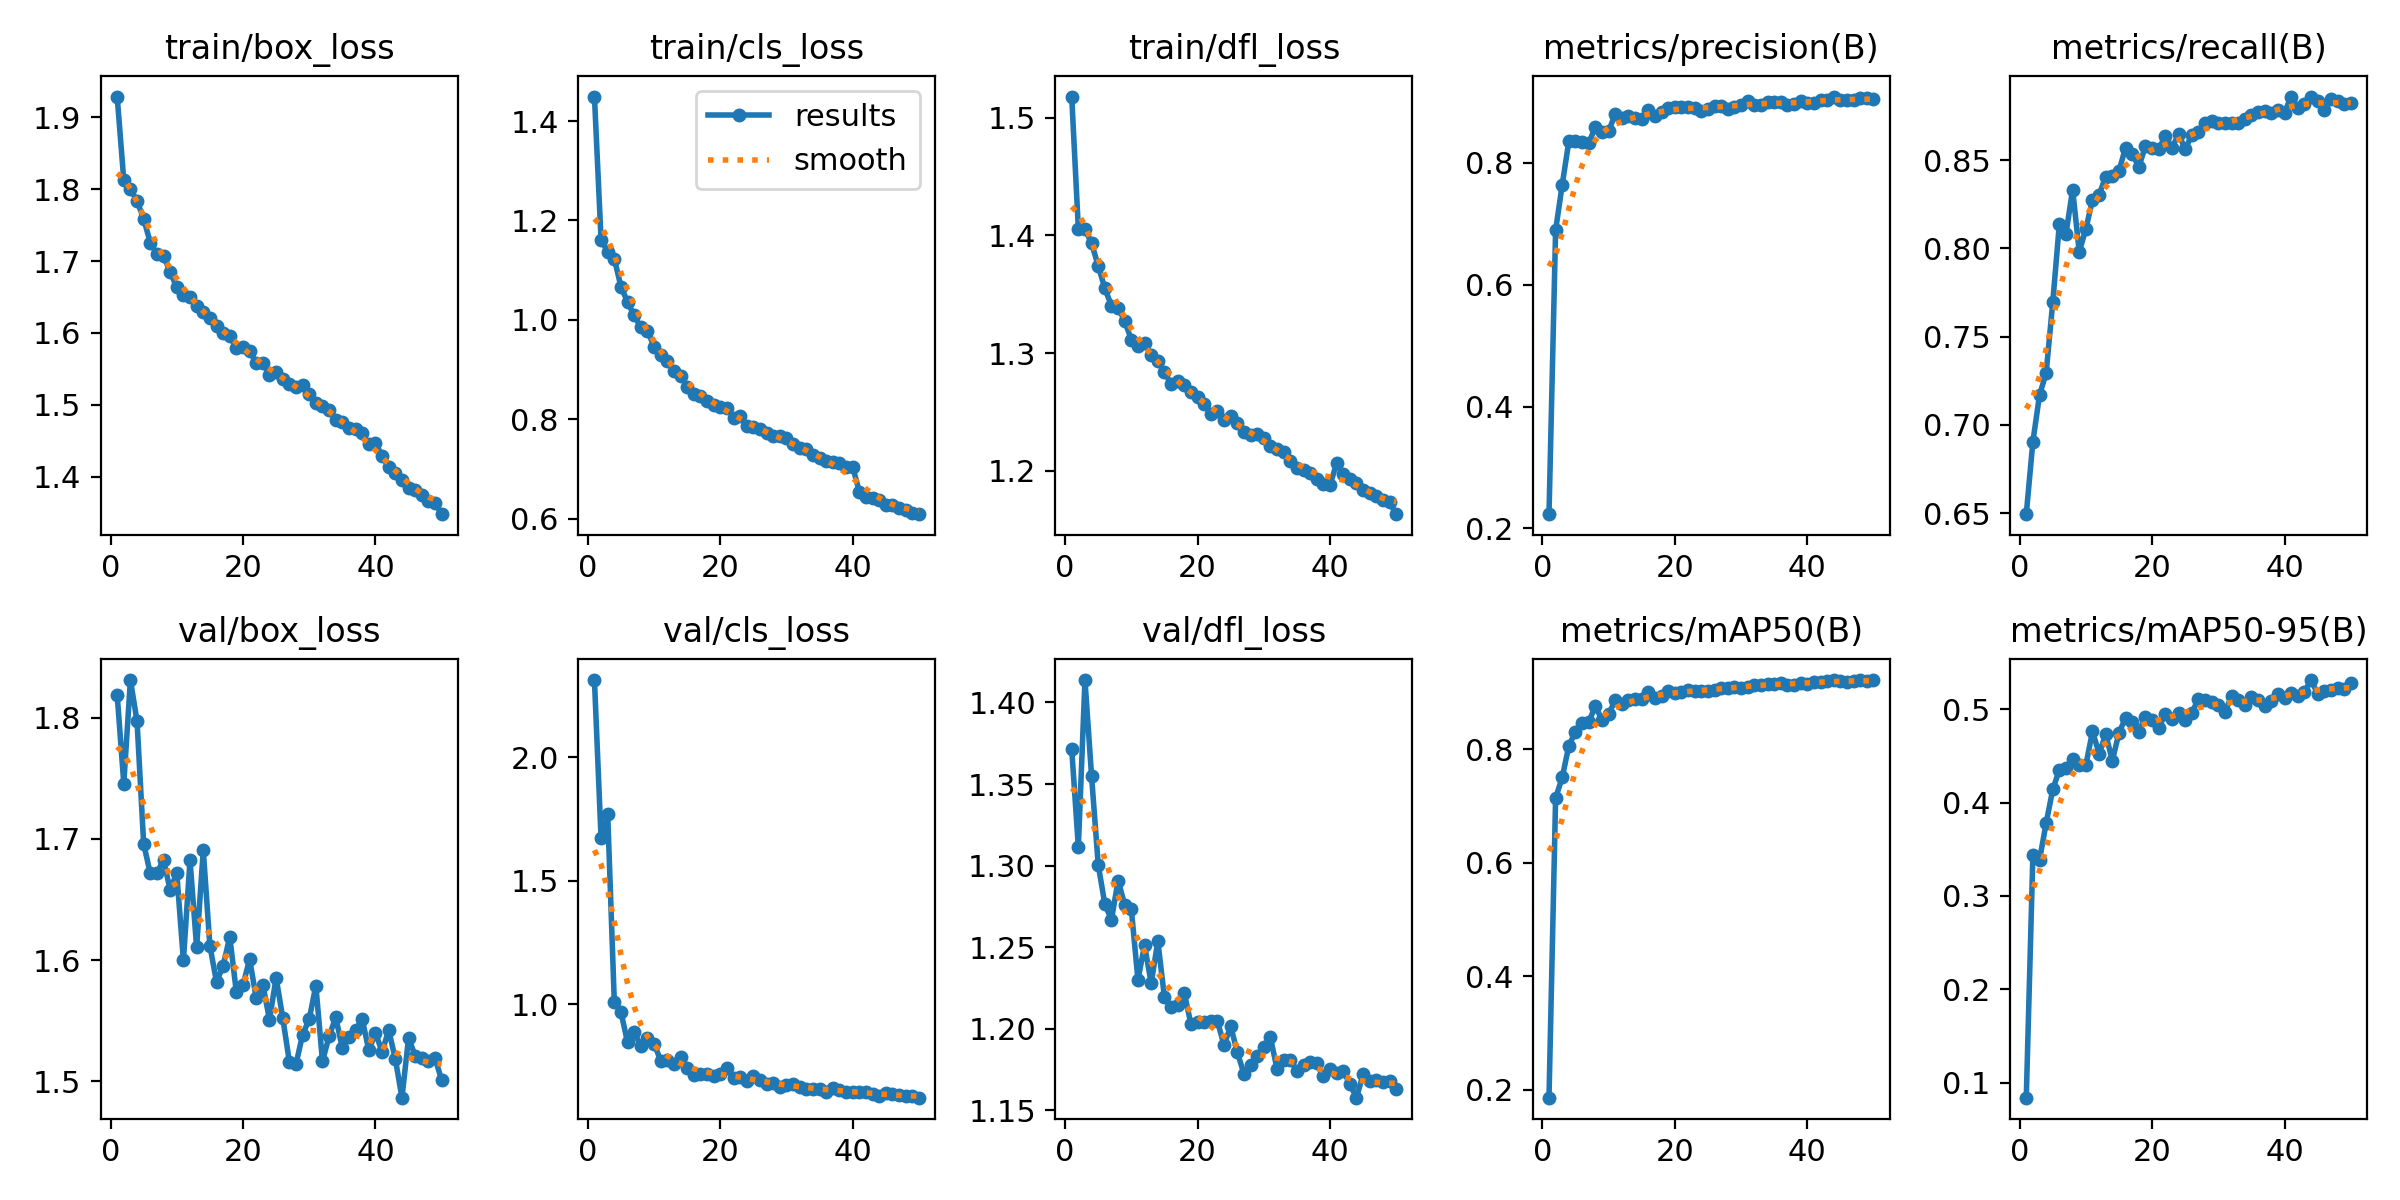 train/box_loss
1.9
1.8
1.7
1.6
1.5
1.4
0 20 40
train/cls_loss
results
smooth
1.4
1.2
1.0
0.8
0.6
0 20 40
train/dfl_loss
1.5
1.4
1.3
1.2
0 20 40
metrics/precision(B)
0.8
0.6
0.4
0.2
0 20 40
metrics/recall(B)
0.85
0.80
0.75
0.70
0.65
0 20 40
val/box_loss
1.8
1.7
1.6
1.5
0 20 40
val/cls_loss
2.0
1.5
1.0
0 20 40
val/dfl_loss
1.40
1.35
1.30
1.25
1.20
1.15
0 20 40
metrics/mAP50(B)
0.8
0.6
0.4
0.2
0 20 40
metrics/mAP50-95(B)
0.5
0.4
0.3
0.2
0.1
0 20 40